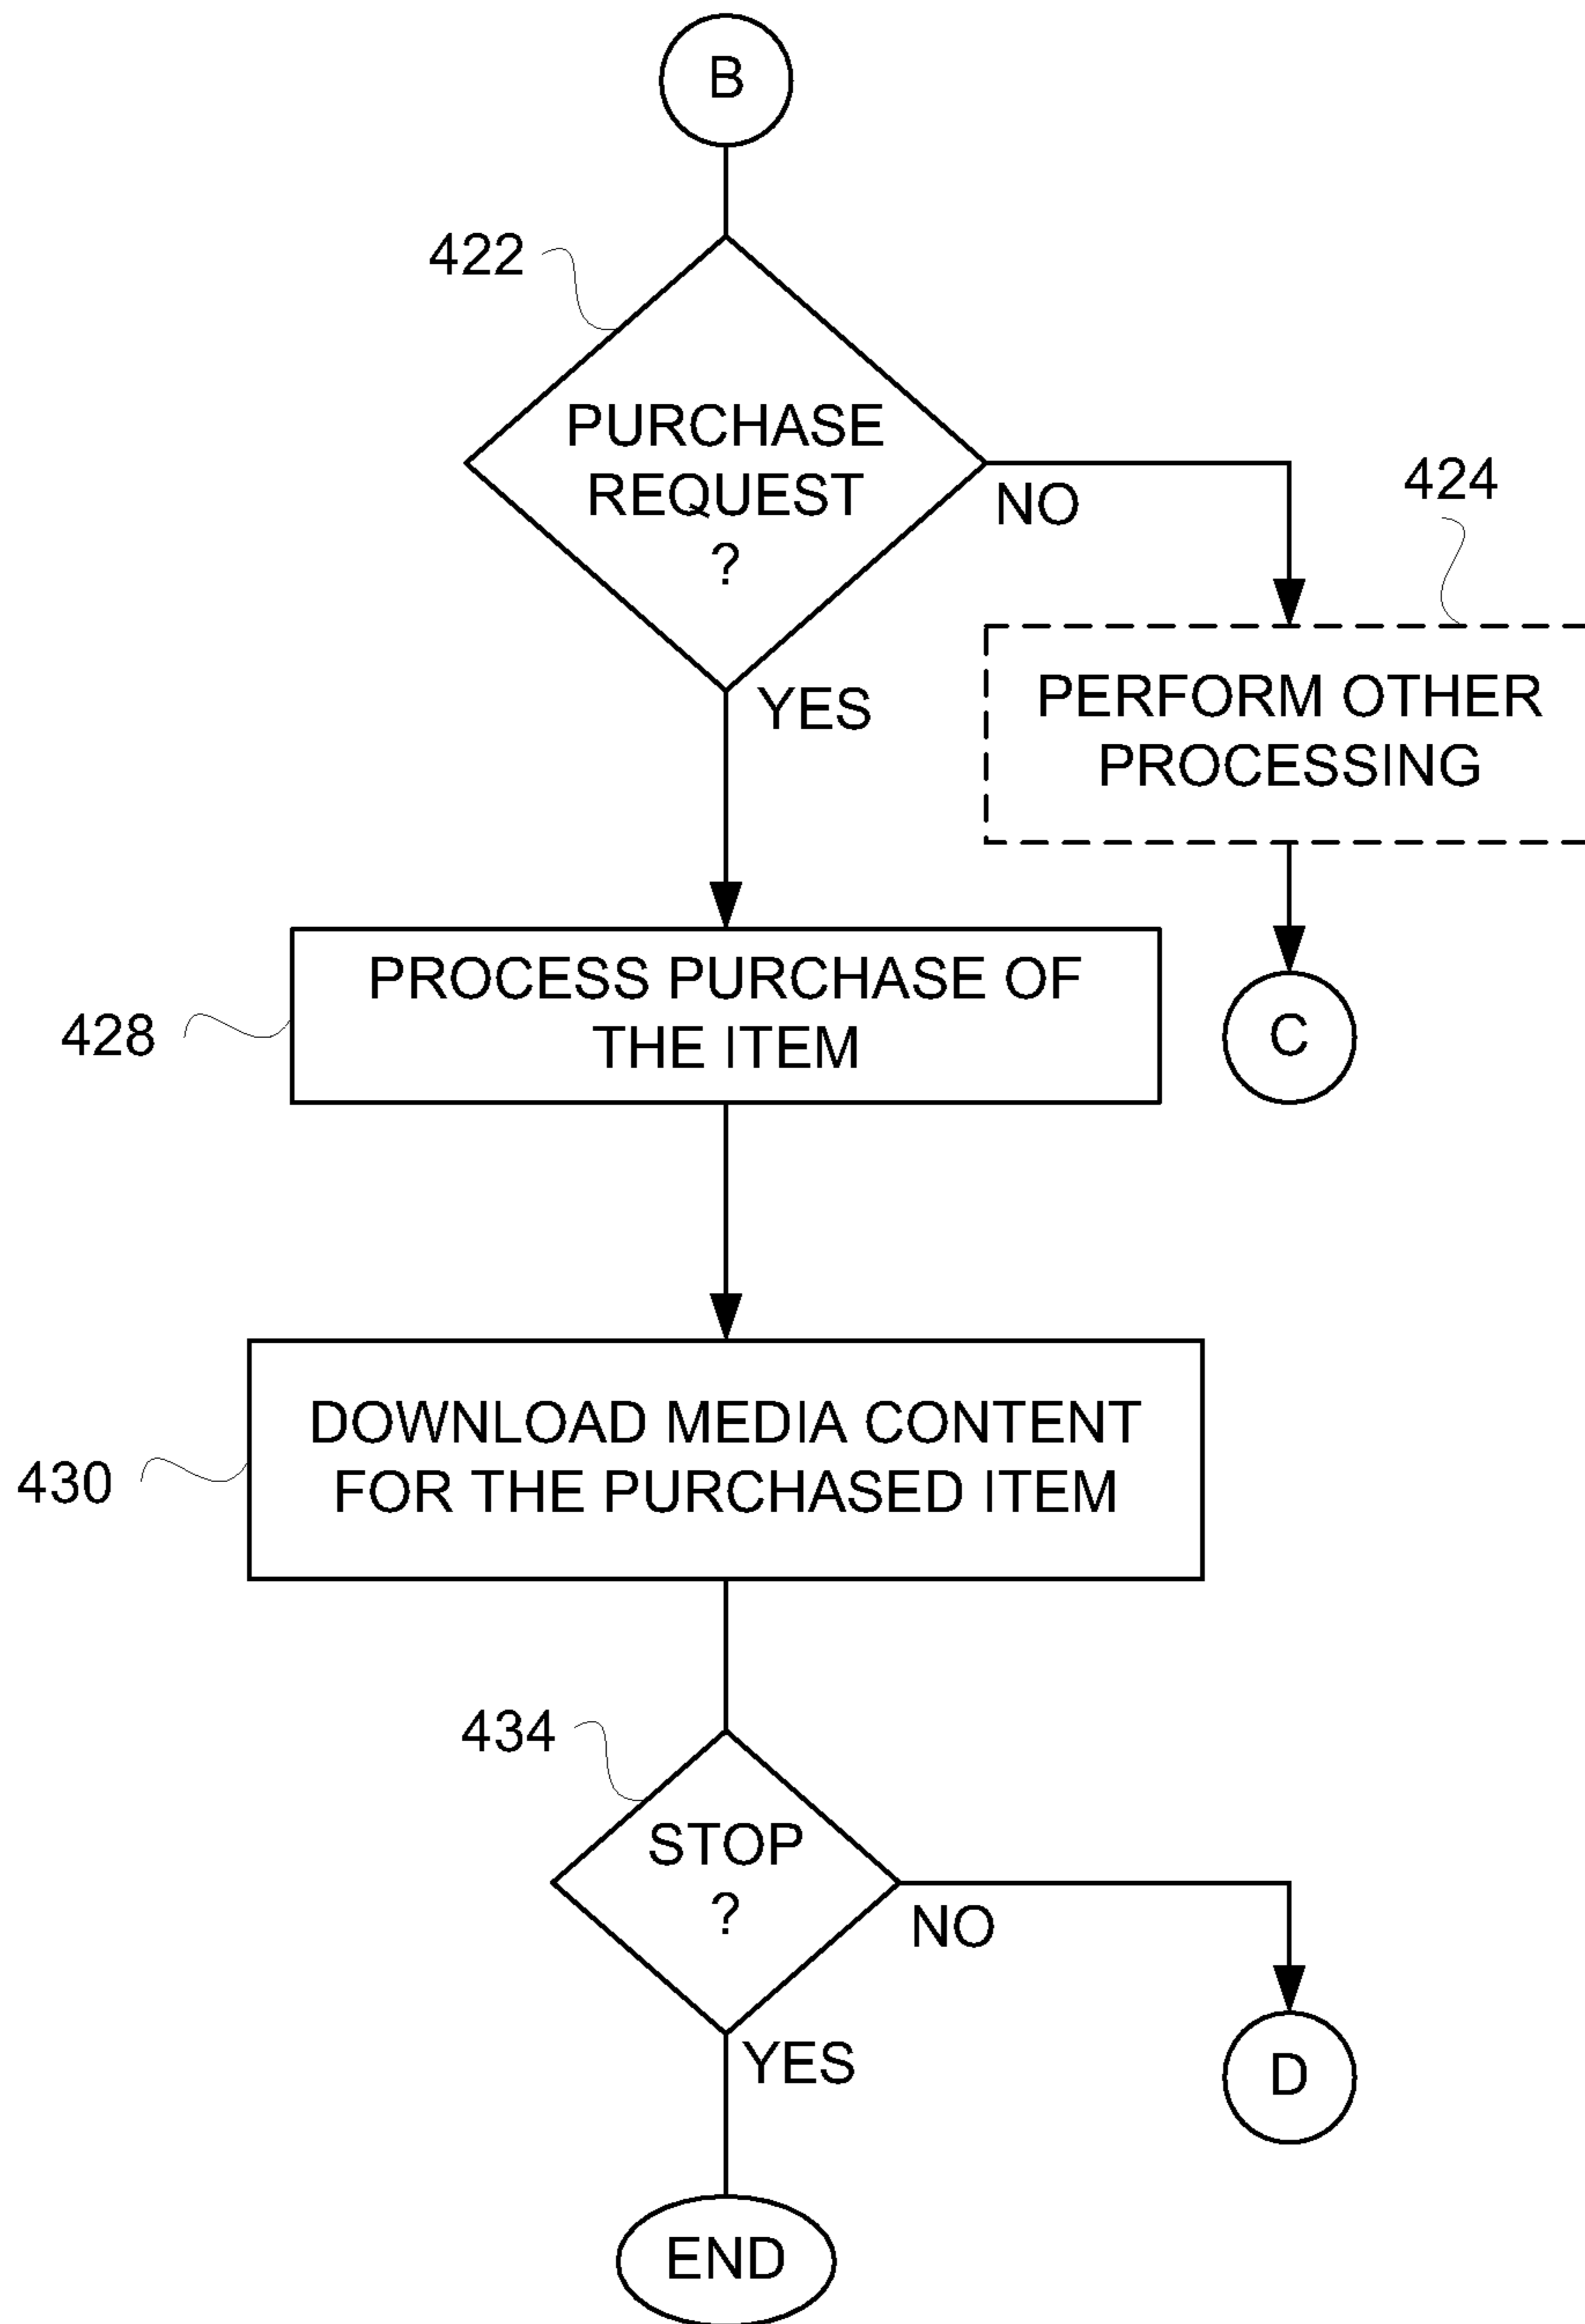 B
422
PURCHASE
REQUEST
?
NO
424
YES
PERFORM OTHER
PROCESSING
PROCESS PURCHASE OF
THE ITEM
428
C
DOWNLOAD MEDIA CONTENT
FOR THE PURCHASED ITEM
430
434
STOP
?
NO
YES
D
END